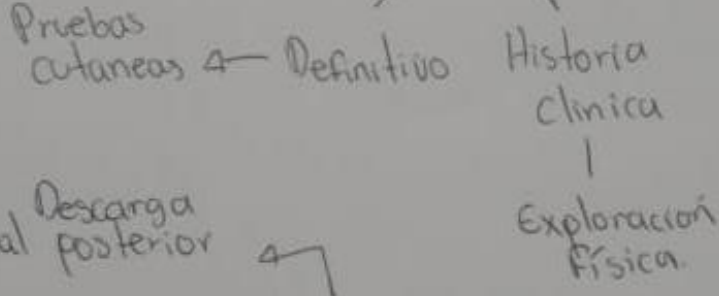 Pruebas
cutaneas ← Definitivo
Historia
Clinica
Exploración
física.
Descarga
al posterior